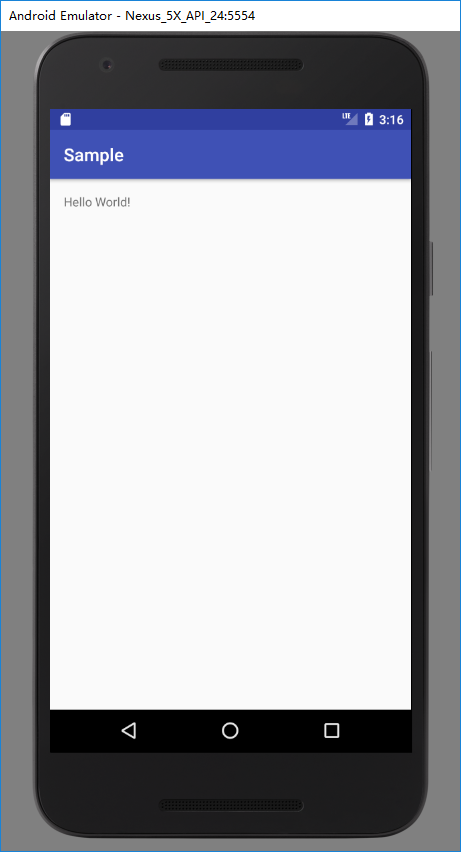 Android Emulator - Nexus_5X_API_24:5554
LTE 3:16
Sample
Hello World!